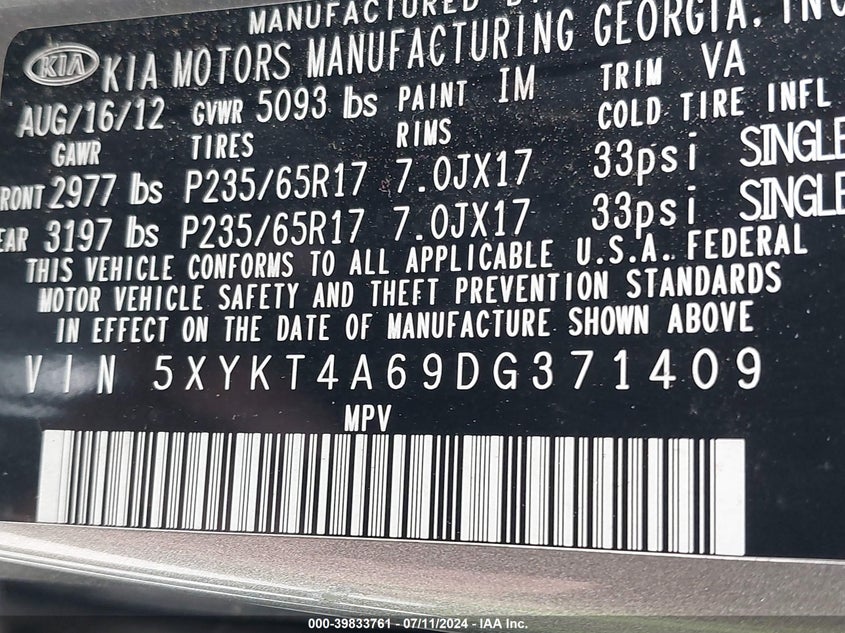 MANUFACTURED
KIA KIA MOTORS MANUFACTURING GEORGIA, INC
AUG/16/12 GVWR 5093 lbs PAINT IM TRIM VA
GAWR TIRES RIMS COLD TIRE INFL
RONT 2977 lbs P235/65R17 7.0JX17 33psi SINGLE
EAR 3197 lbs P235/65R17 7.0JX17 33psi SINGLE
THIS VEHICLE CONFORMS TO ALL APPLICABLE U.S.A.. FEDERAL
MOTOR VEHICLE SAFETY AND THEFT PREVENTION STANDARDS
IN EFFECT ON THE DATE OF MANUFACTURE SHOWN ABOVE
VIN 5XYKT4A69DG371409
MPV
000-39833761 - 07/11/2024 - IAA Inc.